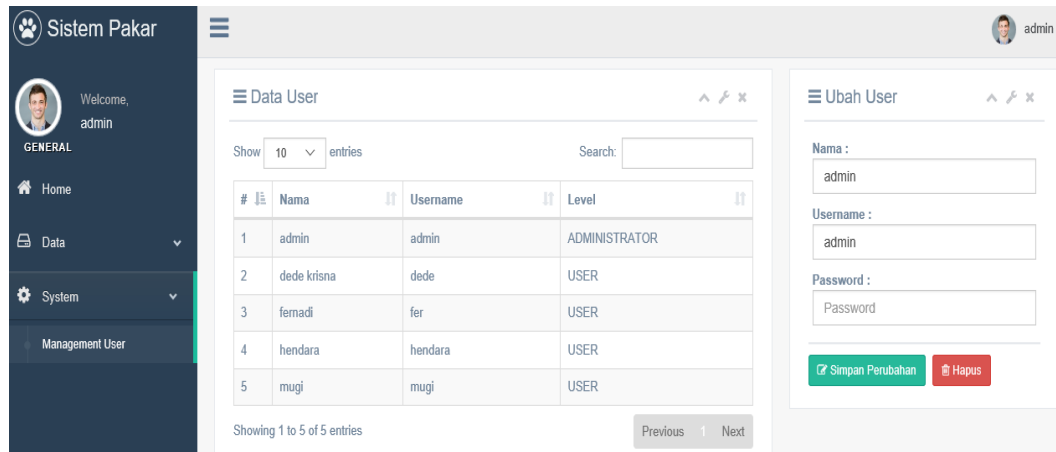 Sistem Pakar
admin
Welcome,
admin
GENERAL
Home
Data
System
Management User
Data User
Show 10 entries
Search:
# Nama Username Level
1 admin admin ADMINISTRATOR
2 dede krisna dede USER
3 fernadi fer USER
4 hendara hendara USER
5 mugi mugi USER
Showing 1 to 5 of 5 entries
Previous 1 Next
Ubah User
Nama :
admin
Username :
admin
Password :
Password
Simpan Perubahan Hapus